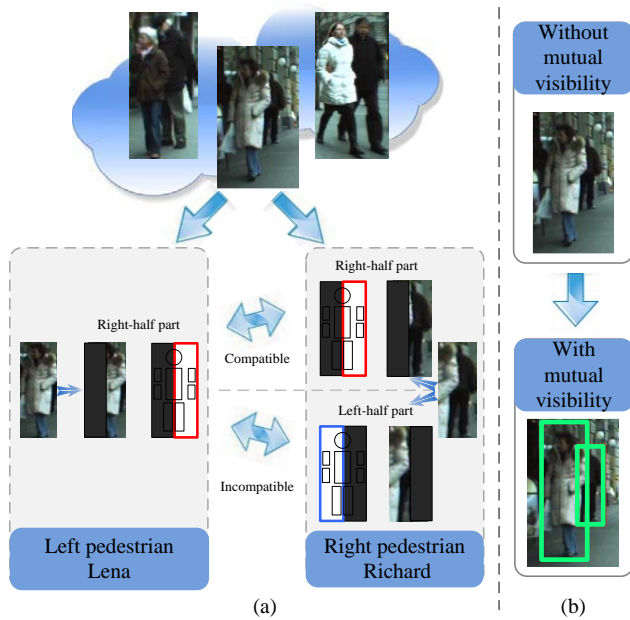 Without
mutual
visibility
Right-half part
Right-half part
Compatible
Left-half part
Incompatible
With
mutual
visibility
Left pedestrian
Lena
Right pedestrian
Richard
(a)
(b)